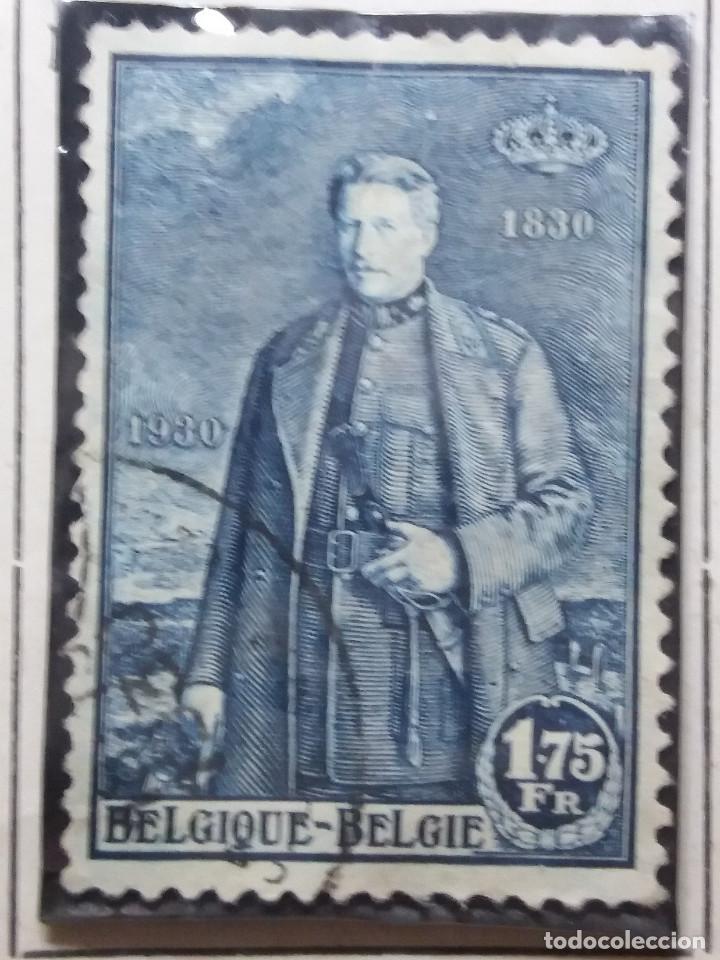 1830
1930
1·75
FR
BELGIQUE-BELGIE
todocoleccion